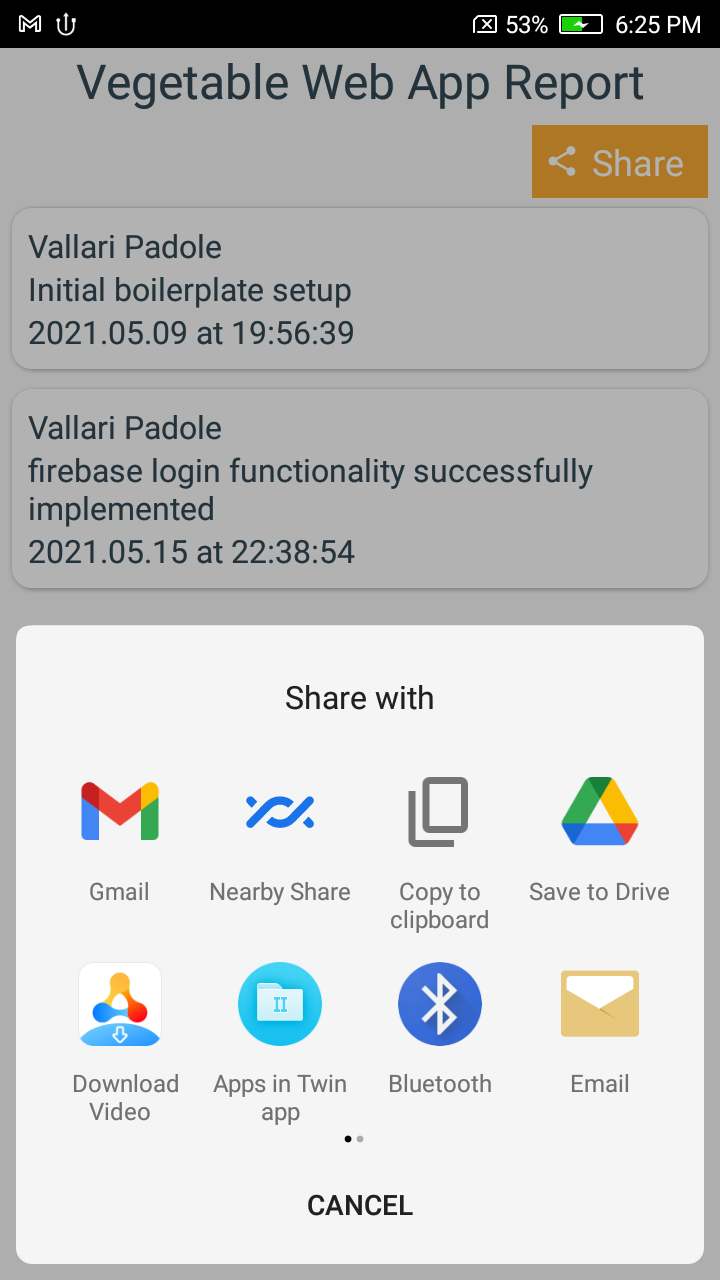 53% 6:25 PM
Vegetable Web App Report
Share
Vallari Padole
Initial boilerplate setup
2021.05.09 at 19:56:39
Vallari Padole
firebase login functionality successfully
implemented
2021.05.15 at 22:38:54
Share with
Gmail Nearby Share Copy to Save to Drive
clipboard
Download Apps in Twin Bluetooth Email
Video app
CANCEL